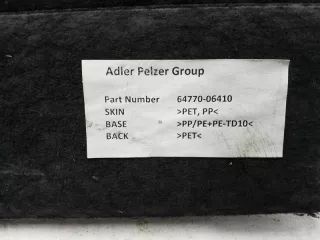 Adler Pelzer Group
Part Number 64770-06410
SKIN >PET, PP<
BASE >PP/PE+PE-TD10<
BACK >PET<